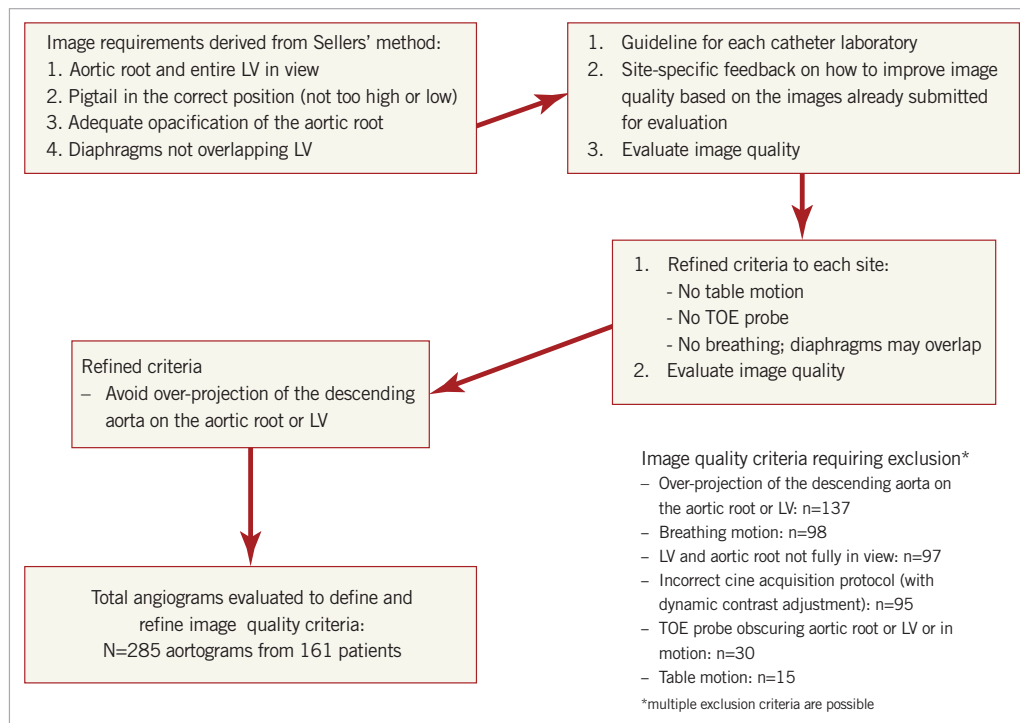 Image requirements derived from Sellers' method:
1. Aortic root and entire LV in view
2. Pigtail in the correct position (not too high or low)
3. Adequate opacification of the aortic root
4. Diaphragms not overlapping LV
1. Guideline for each catheter laboratory
2. Site-specific feedback on how to improve image
quality based on the images already submitted
for evaluation
3. Evaluate image quality
1. Refined criteria to each site:
- No table motion
- No TOE probe
- No breathing; diaphragms may overlap
2. Evaluate image quality
Refined criteria
– Avoid over-projection of the descending
aorta on the aortic root or LV
Total angiograms evaluated to define and
refine image quality criteria:
N=285 aortograms from 161 patients
Image quality criteria requiring exclusion*
– Over-projection of the descending aorta on
the aortic root or LV: n=137
– Breathing motion: n=98
– LV and aortic root not fully in view: n=97
– Incorrect cine acquisition protocol (with
dynamic contrast adjustment): n=95
– TOE probe obscuring aortic root or LV or in
motion: n=30
– Table motion: n=15
*multiple exclusion criteria are possible